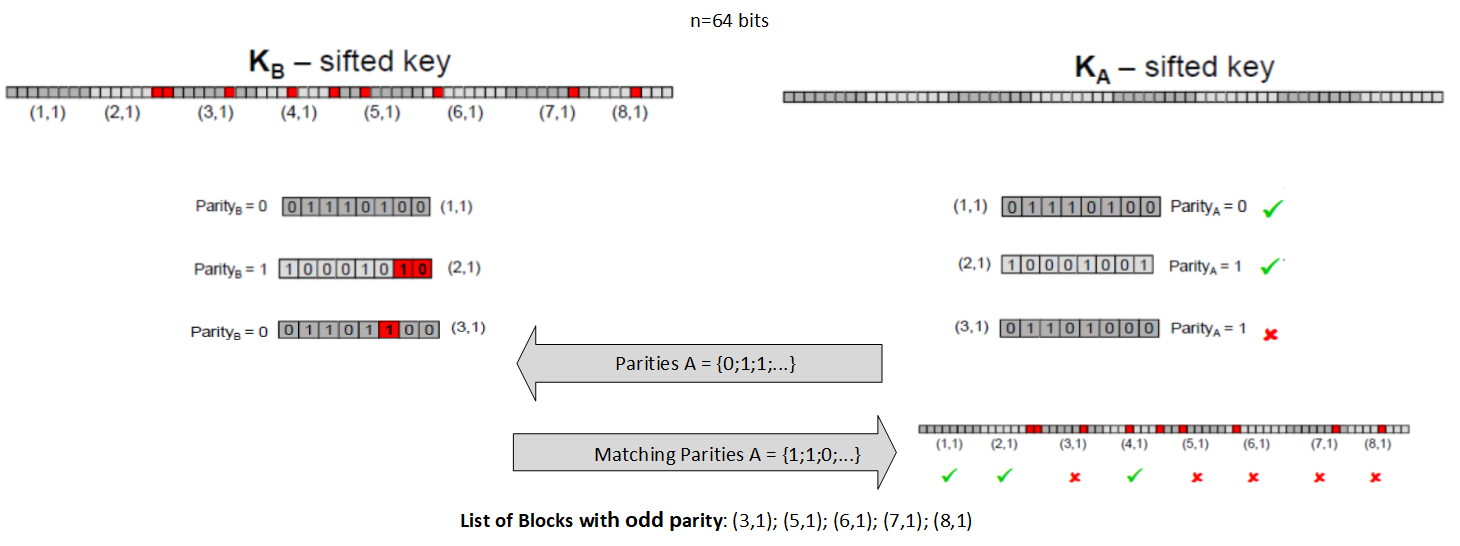 n=64 bits
K_B – sifted key
K_A – sifted key
(1,1) (2,1) (3,1) (4,1) (5,1) (6,1) (7,1) (8,1)
Parity_B = 0 0 1 1 1 0 1 0 0 (1,1)
(1,1) 0 1 1 1 0 1 0 0 Parity_A = 0
Parity_B = 1 1 0 0 0 1 0 1 0 (2,1)
(2,1) 1 0 0 0 1 0 0 1 Parity_A = 1
Parity_B = 0 0 1 1 0 1 1 0 0 (3,1)
(3,1) 0 1 1 0 1 0 0 0 Parity_A = 1
Parities A = {0;1;1;...}
Matching Parities A = {1;1;0;...}
(1,1) (2,1) (3,1) (4,1) (5,1) (6,1) (7,1) (8,1)
List of Blocks with odd parity: (3,1); (5,1); (6,1); (7,1); (8,1)